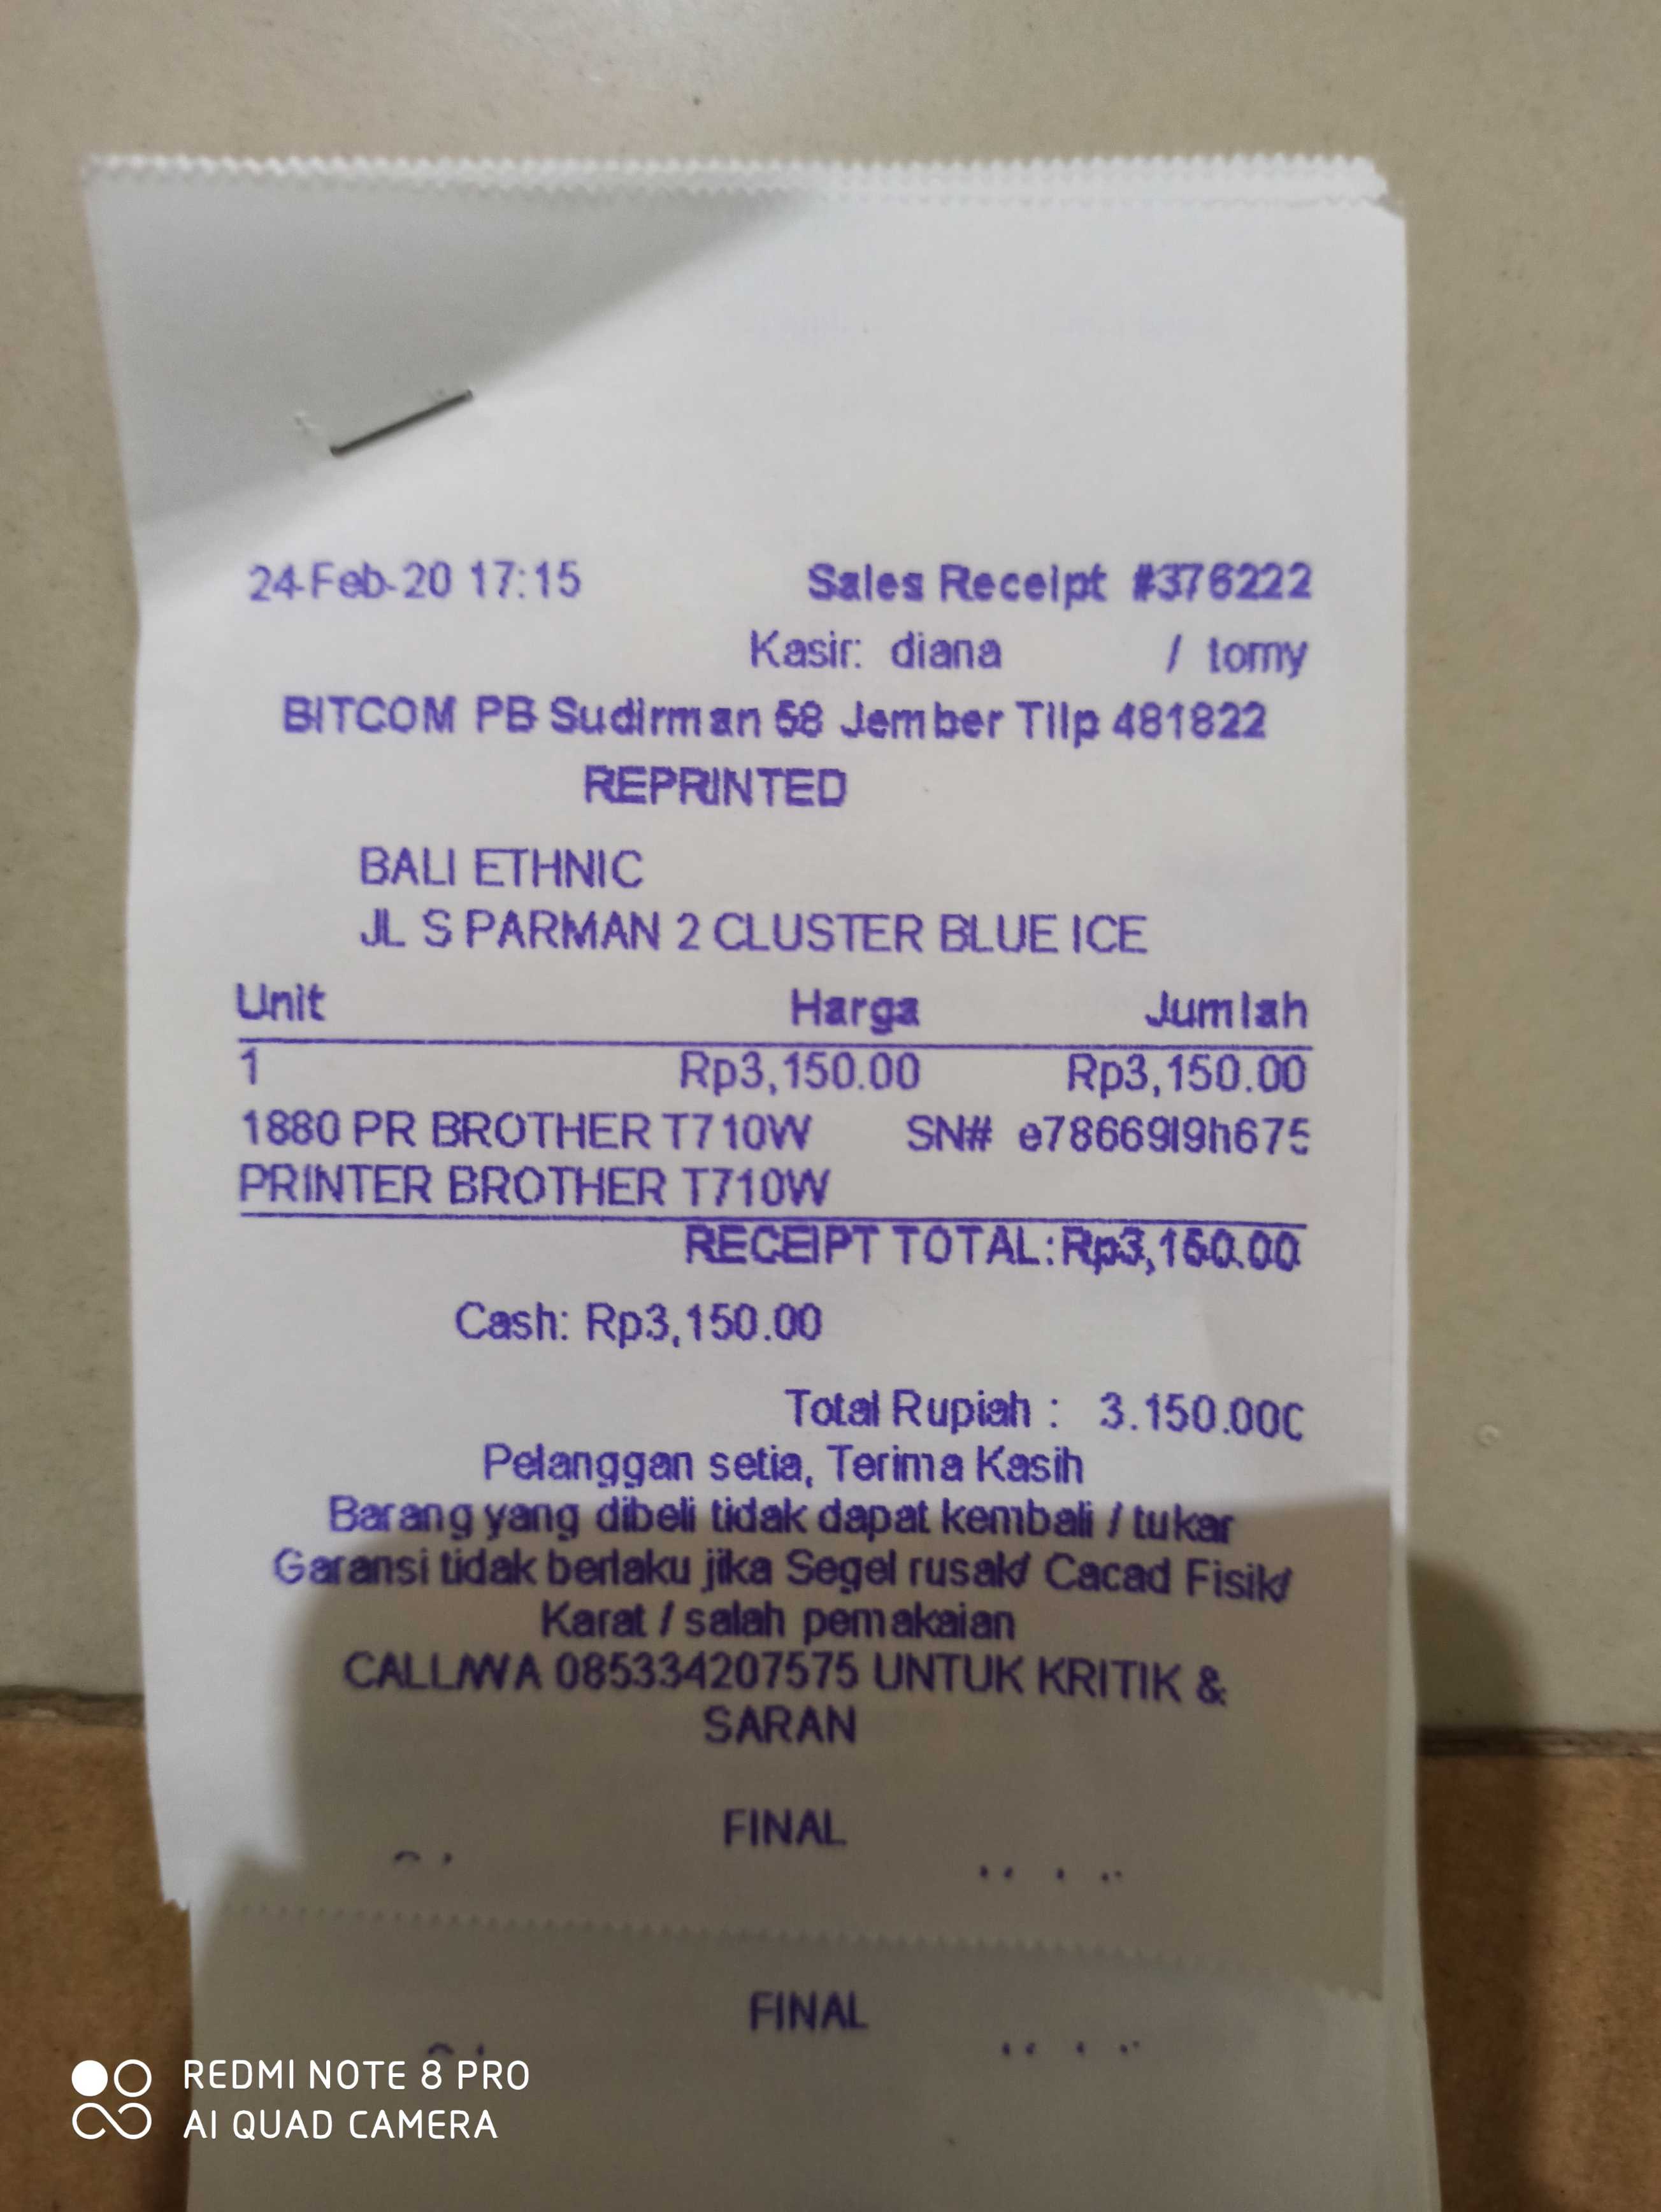 24-Feb-20 17:15 Sales Receipt #376222
Kasir: diana / tomy
BITCOM PB Sudirman 58 Jember Tilp 481822
REPRINTED
BALI ETHNIC
JL S PARMAN 2 CLUSTER BLUE ICE
Unit Harga Jumlah
1 Rp3,150.00 Rp3,150.00
1880 PR BROTHER T710W SN# e78669l9h675
PRINTER BROTHER T710W
RECEIPT TOTAL: Rp3,150.00
Cash: Rp3,150.00
Total Rupiah : 3.150.000
Pelanggan setia, Terima Kasih
Barang yang dibeli tidak dapat kembali / tukar
Garansi tidak berlaku jika Segel rusak/ Cacad Fisik/
Karat / salah pemakaian
CALL/WA 085334207575 UNTUK KRITIK &
SARAN
FINAL
FINAL
REDMI NOTE 8 PRO
AI QUAD CAMERA